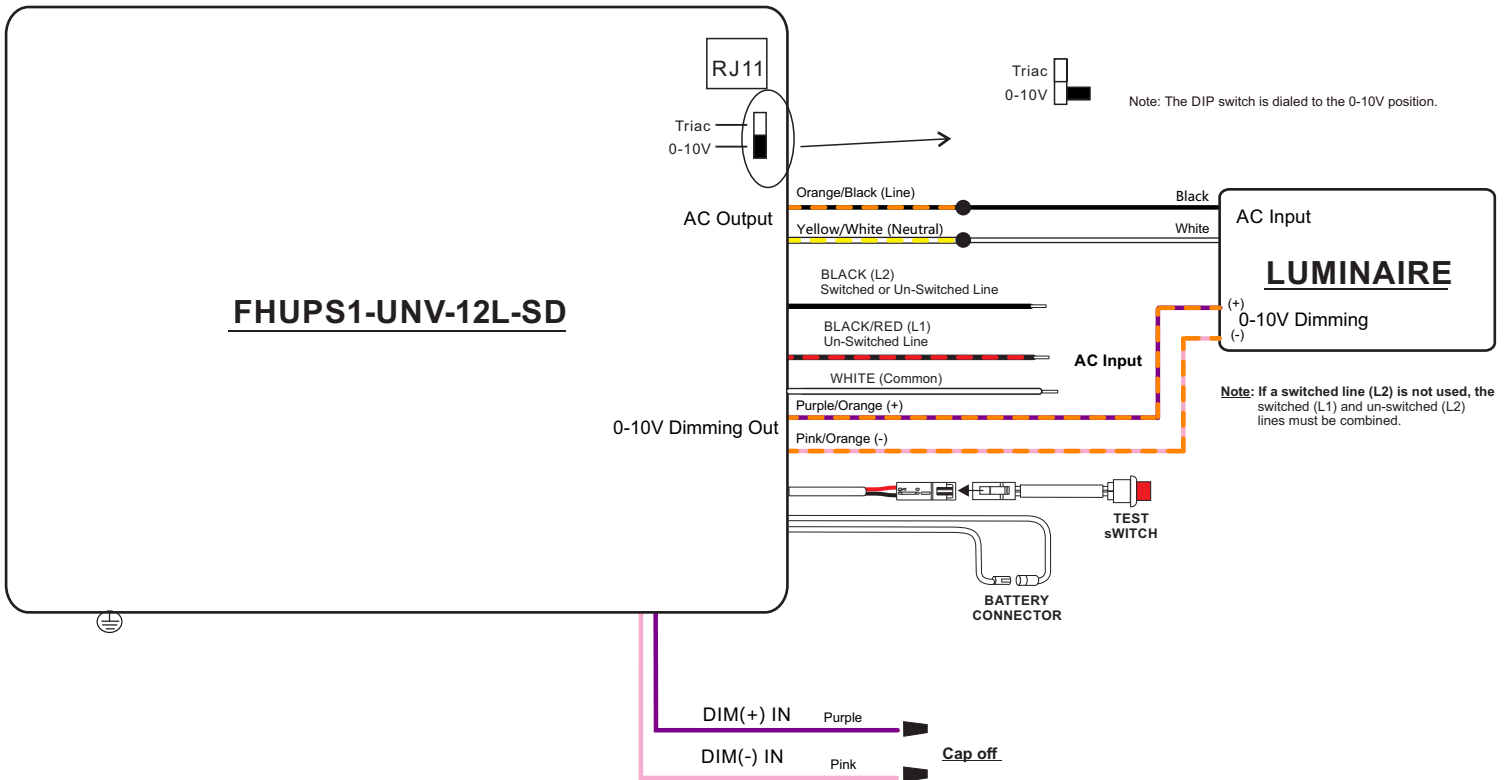 RJ11
Triac
0-10V
Triac
0-10V
Note: The DIP switch is dialed to the 0-10V position.
FHUPS1-UNV-12L-SD
AC Output
Orange/Black (Line)
Black
Yellow/White (Neutral)
White
AC Input
LUMINAIRE
(+)
0-10V Dimming
(-)
BLACK (L2)
Switched or Un-Switched Line
BLACK/RED (L1)
Un-Switched Line
AC Input
WHITE (Common)
0-10V Dimming Out
Purple/Orange (+)
Pink/Orange (-)
Note: If a switched line (L2) is not used, the
switched (L1) and un-switched (L2)
lines must be combined.
TEST
sWITCH
BATTERY
CONNECTOR
DIM(+) IN
Purple
DIM(-) IN
Pink
Cap off